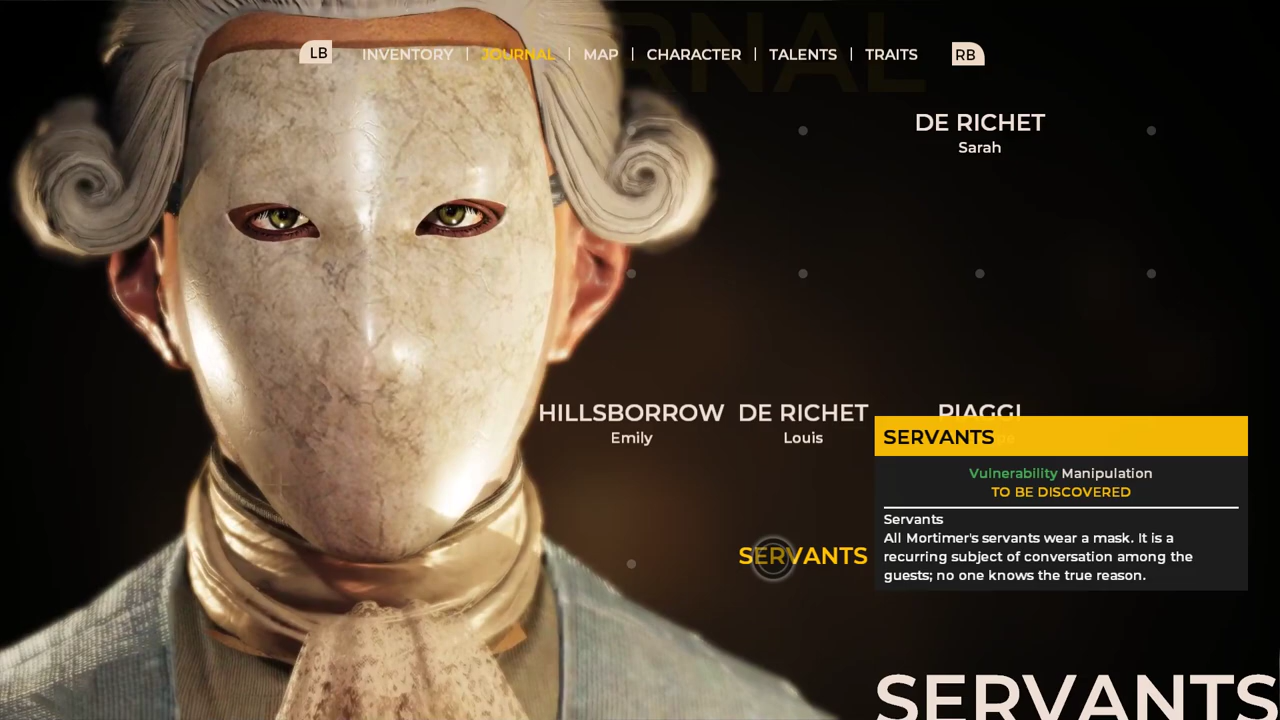 RNAL
LB INVENTORY | JOURNAL | MAP | CHARACTER | TALENTS | TRAITS RB
DE RICHET
Sarah
HILLSBORROW DE RICHET PIAGGI
Emily Louis
SERVANTS
Vulnerability Manipulation
TO BE DISCOVERED
Servants
All Mortimer's servants wear a mask. It is a
recurring subject of conversation among the
guests; no one knows the true reason.
SERVANTS
SERVANTS